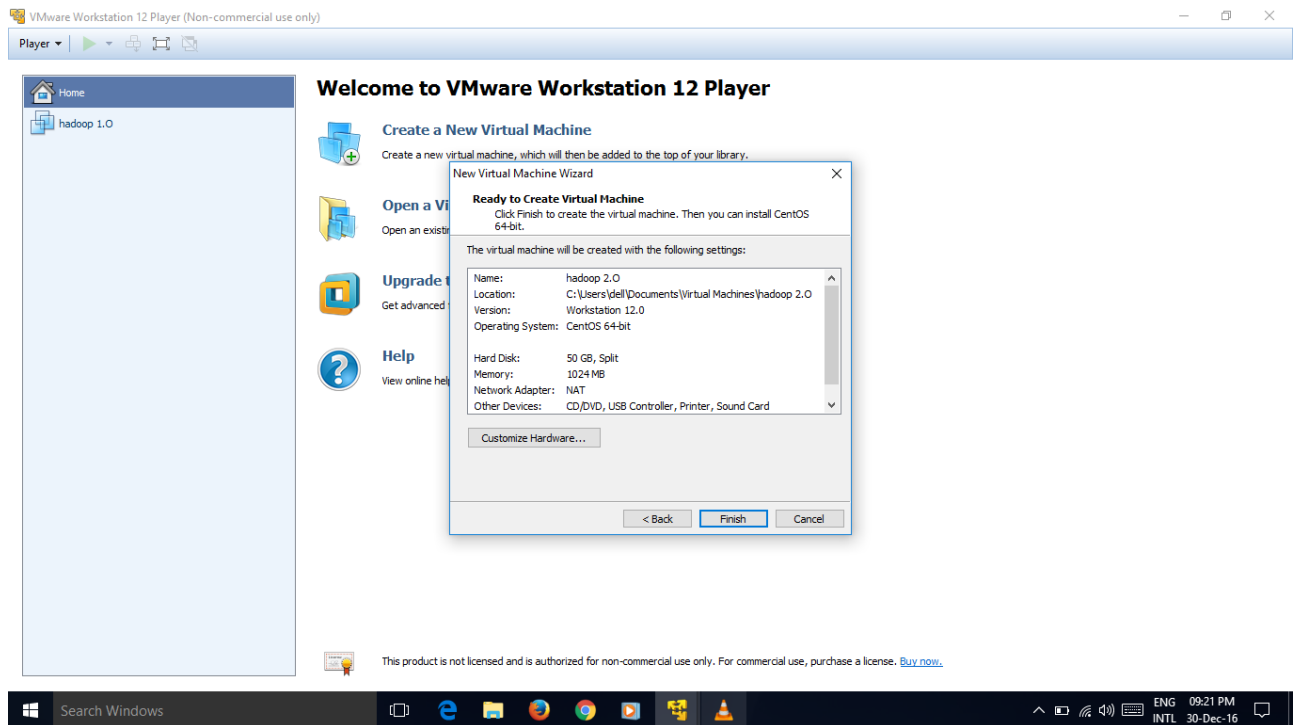 VMware Workstation 12 Player (Non-commercial use only)
Player
Home
hadoop 1.O
Welcome to VMware Workstation 12 Player
Create a New Virtual Machine
Create a new virtual machine, which will then be added to the top of your library.
Open a Vi
Open an existin
Upgrade t
Get advanced
Help
View online hel
New Virtual Machine Wizard
Ready to Create Virtual Machine
Click Finish to create the virtual machine. Then you can install CentOS
64-bit.
The virtual machine will be created with the following settings:
Name: hadoop 2.O
Location: C:\Users\dell\Documents\Virtual Machines\hadoop 2.O
Version: Workstation 12.0
Operating System: CentOS 64-bit
Hard Disk: 50 GB, Split
Memory: 1024 MB
Network Adapter: NAT
Other Devices: CD/DVD, USB Controller, Printer, Sound Card
Customize Hardware...
< Back Finish Cancel
This product is not licensed and is authorized for non-commercial use only. For commercial use, purchase a license. Buy now.
Search Windows
ENG 09:21 PM
INTL 30-Dec-16